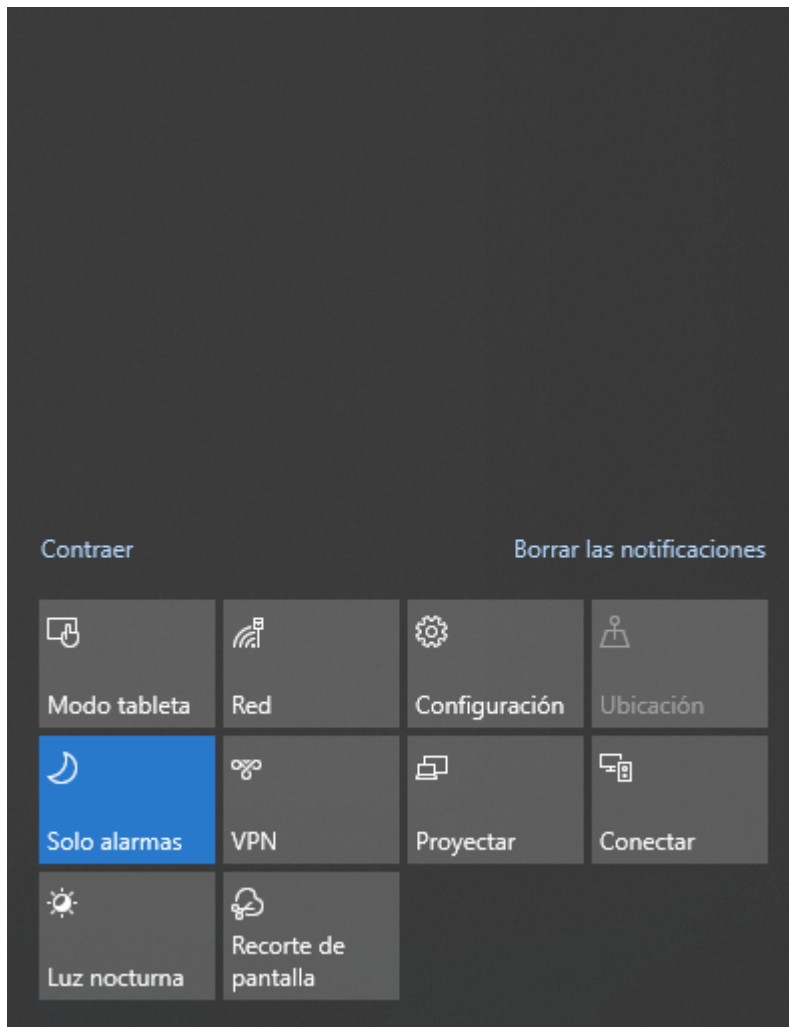 Contraer
Borrar las notificaciones
Modo tableta
Red
Configuración
Ubicación
Solo alarmas
VPN
Proyectar
Conectar
Luz nocturna
Recorte de
pantalla